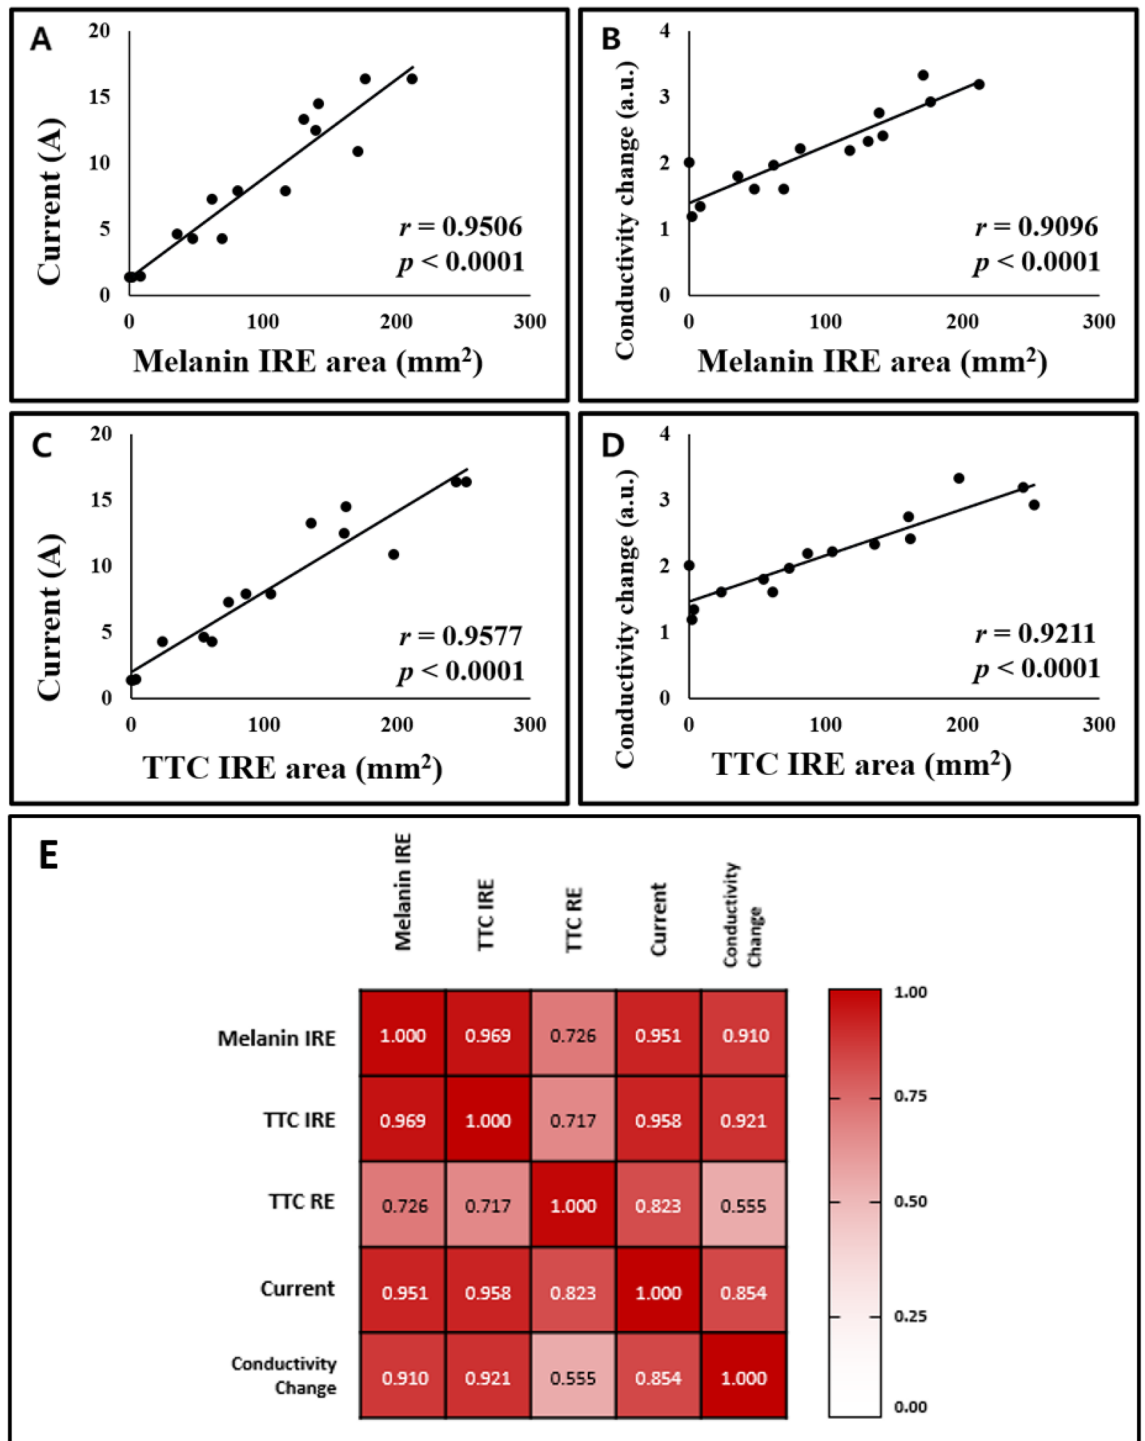 A
20
15
10
5
0
0 100 200 300
Current (A)
Melanin IRE area (mm²)
r = 0.9506
p < 0.0001
B
4
3
2
1
0
0 100 200 300
Conductivity change (a.u.)
Melanin IRE area (mm²)
r = 0.9096
p < 0.0001
C
20
15
10
5
0
0 100 200 300
Current (A)
TTC IRE area (mm²)
r = 0.9577
p < 0.0001
D
4
3
2
1
0
0 100 200 300
Conductivity change (a.u.)
TTC IRE area (mm²)
r = 0.9211
p < 0.0001
E
Melanin IRE
TTC IRE
TTC RE
Current
Conductivity
Change
Melanin IRE 1.000 0.969 0.726 0.951 0.910
TTC IRE 0.969 1.000 0.717 0.958 0.921
TTC RE 0.726 0.717 1.000 0.823 0.555
Current 0.951 0.958 0.823 1.000 0.854
Conductivity
Change 0.910 0.921 0.555 0.854 1.000
1.00
0.75
0.50
0.25
0.00